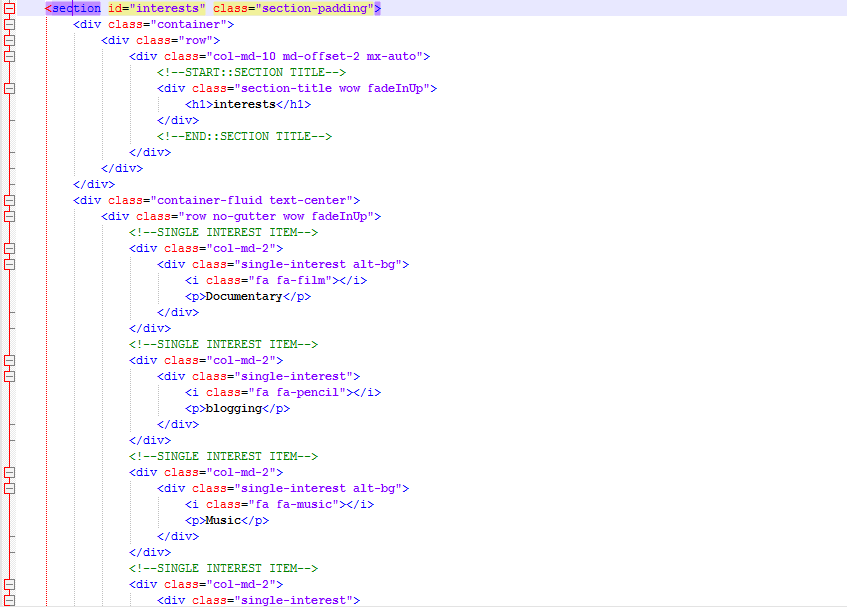 <section id="interests" class="section-padding">
<div class="container">
<div class="row">
<div class="col-md-10 md-offset-2 mx-auto">
<!--START::SECTION TITLE-->
<div class="section-title wow fadeInUp">
<h1>interests</h1>
</div>
<!--END::SECTION TITLE-->
</div>
</div>
</div>
<div class="container-fluid text-center">
<div class="row no-gutter wow fadeInUp">
<!--SINGLE INTEREST ITEM-->
<div class="col-md-2">
<div class="single-interest alt-bg">
<i class="fa fa-film"></i>
<p>Documentary</p>
</div>
</div>
<!--SINGLE INTEREST ITEM-->
<div class="col-md-2">
<div class="single-interest">
<i class="fa fa-pencil"></i>
<p>blogging</p>
</div>
</div>
<!--SINGLE INTEREST ITEM-->
<div class="col-md-2">
<div class="single-interest alt-bg">
<i class="fa fa-music"></i>
<p>Music</p>
</div>
</div>
<!--SINGLE INTEREST ITEM-->
<div class="col-md-2">
<div class="single-interest">